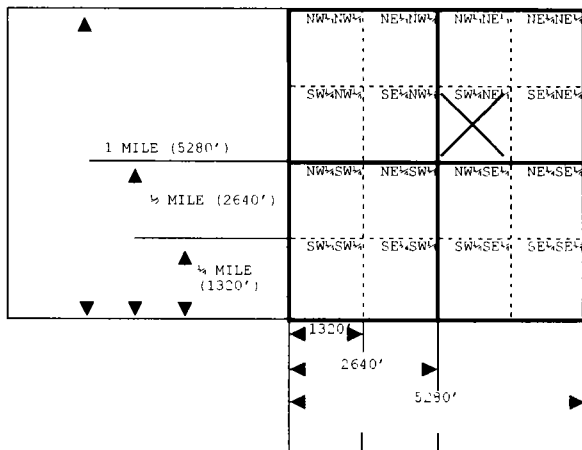 NW¼NW¼ NE¼NW¼ NW¼NE¼ NE¼NE¼
SW¼NW¼ SE¼NW¼ SW¼NE¼ SE¼NE¼
1 MILE (5280')
NW¼SW¼ NE¼SW¼ NW¼SE¼ NE¼SE¼
½ MILE (2640')
SW¼SW¼ SE¼SW¼ SW¼SE¼ SE¼SE¼
¼ MILE
(1320')
1320'
2640'
5280'